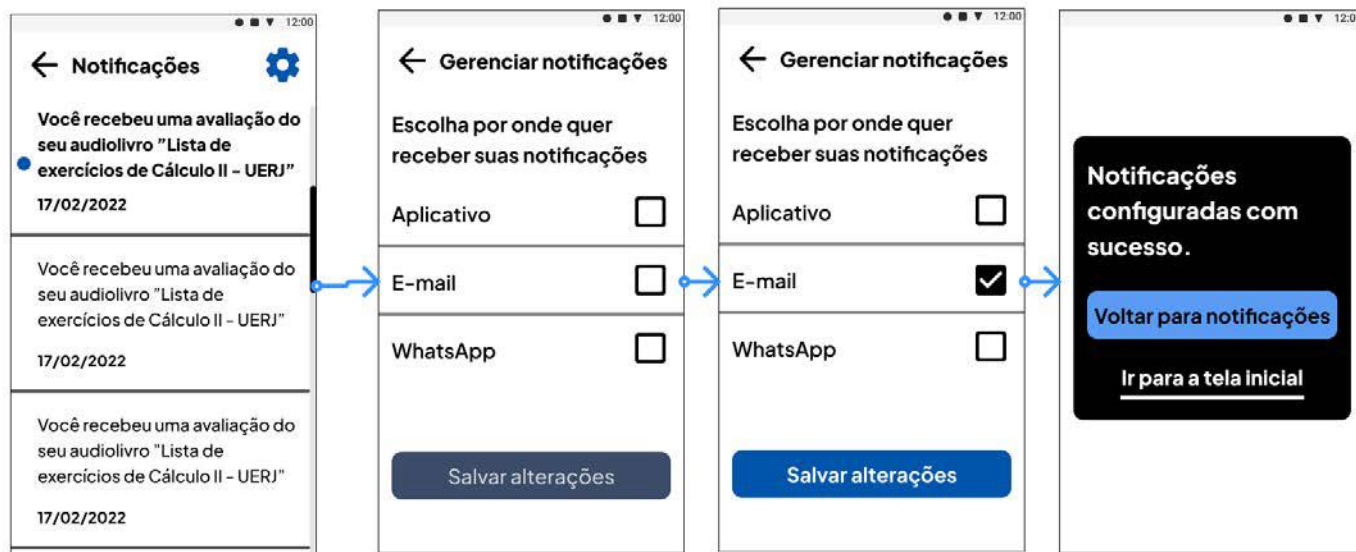 12:00
Notificações
Você recebeu uma avaliação do
seu audiolivro ”Lista de
exercícios de Cálculo II – UERJ”
17/02/2022
Você recebeu uma avaliação do
seu audiolivro "Lista de
exercícios de Cálculo II – UERJ”
17/02/2022
Você recebeu uma avaliação do
seu audiolivro "Lista de
exercícios de Cálculo II – UERJ”
17/02/2022
12:00
Gerenciar notificações
Escolha por onde quer
receber suas notificações
Aplicativo
E-mail
WhatsApp
Salvar alterações
12:00
Gerenciar notificações
Escolha por onde quer
receber suas notificações
Aplicativo
E-mail
WhatsApp
Salvar alterações
12:0
Notificações
configuradas com
sucesso.
Voltar para notificações
Ir para a tela inicial